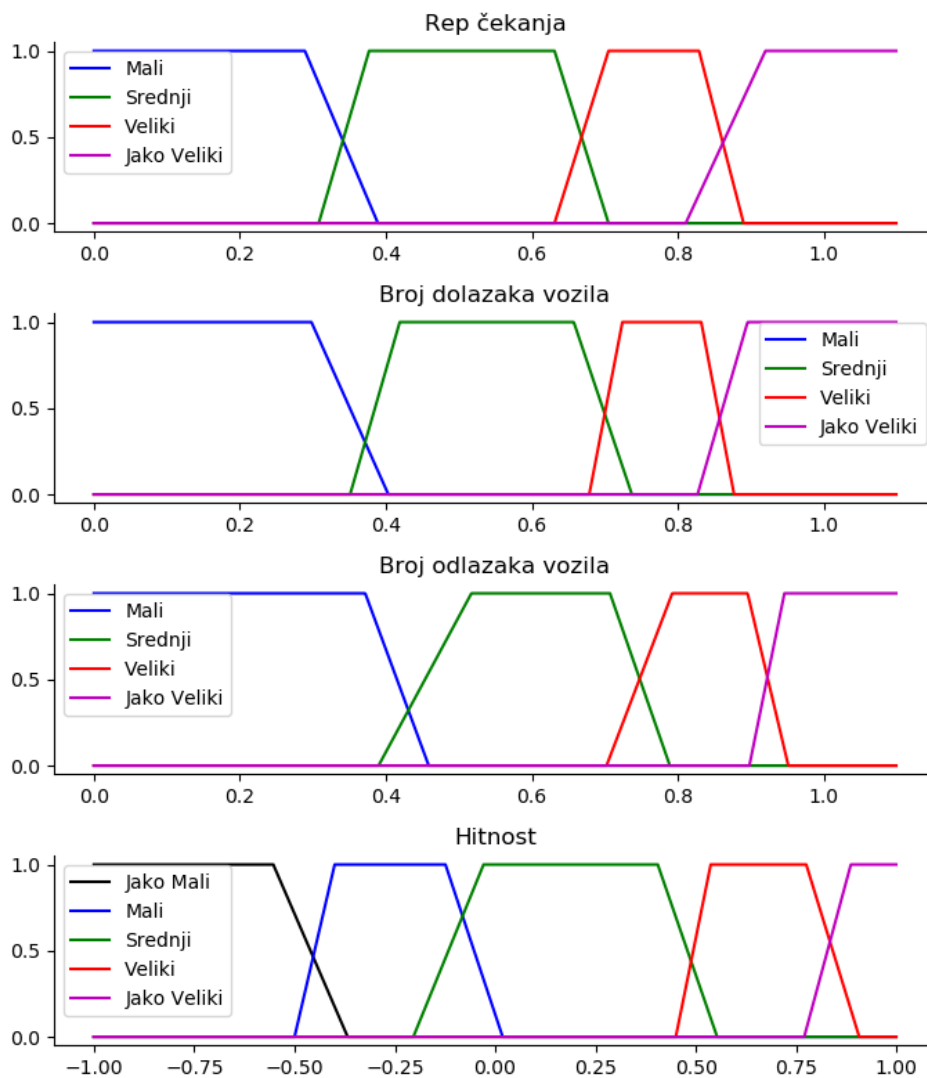 Rep čekanja
1.0
0.5
0.0
Mali
Srednji
Veliki
Jako Veliki
0.0 0.2 0.4 0.6 0.8 1.0
Broj dolazaka vozila
1.0
0.5
0.0
Mali
Srednji
Veliki
Jako Veliki
0.0 0.2 0.4 0.6 0.8 1.0
Broj odlazaka vozila
1.0
0.5
0.0
Mali
Srednji
Veliki
Jako Veliki
0.0 0.2 0.4 0.6 0.8 1.0
Hitnost
1.0
0.5
0.0
Jako Mali
Mali
Srednji
Veliki
Jako Veliki
−1.00 −0.75 −0.50 −0.25 0.00 0.25 0.50 0.75 1.00